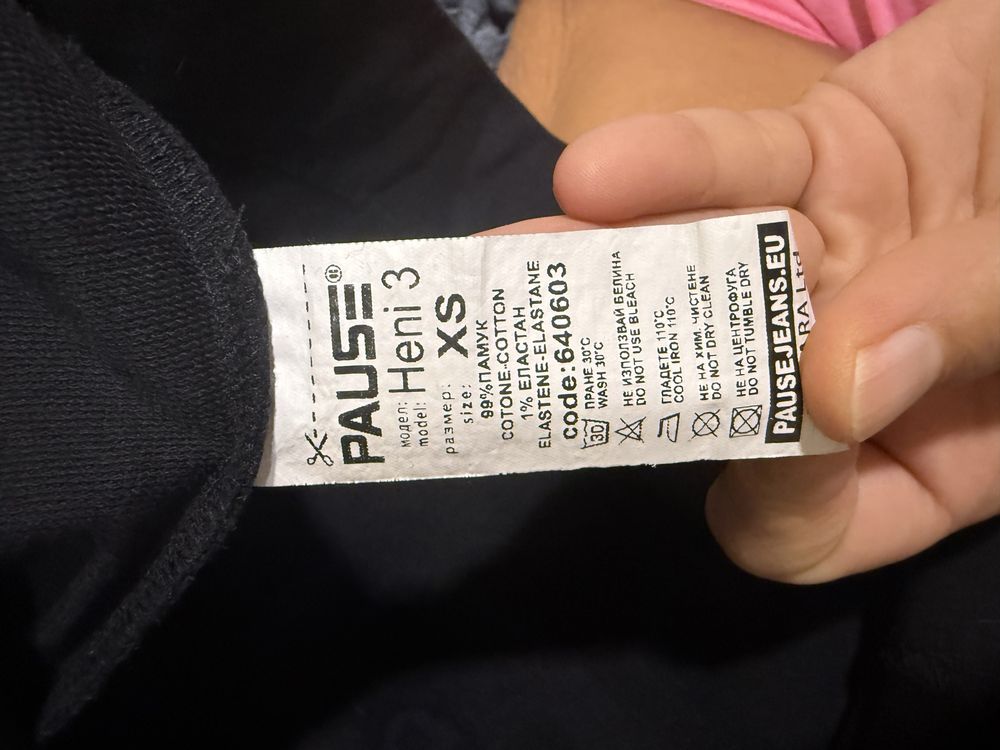 PAUSE®
модел:
model: Heni 3
размер:
size: XS
99%ПАМУК
COTONE-COTTON
1% ЕЛАСТАН
ELASTENE-ELASTANE
code:640603
30 ПРАНЕ 30°C
WASH 30°C
НЕ ИЗПОЛЗВАЙ БЕЛИНА
DO NOT USE BLEACH
ГЛАДЕТЕ 110°C
COOL IRON 110°C
НЕ НА ХИМ. ЧИСТЕНЕ
DO NOT DRY CLEAN
НЕ НА ЦЕНТРОФУГА
DO NOT TUMBLE DRY
PAUSEJEANS.EU
Ltd